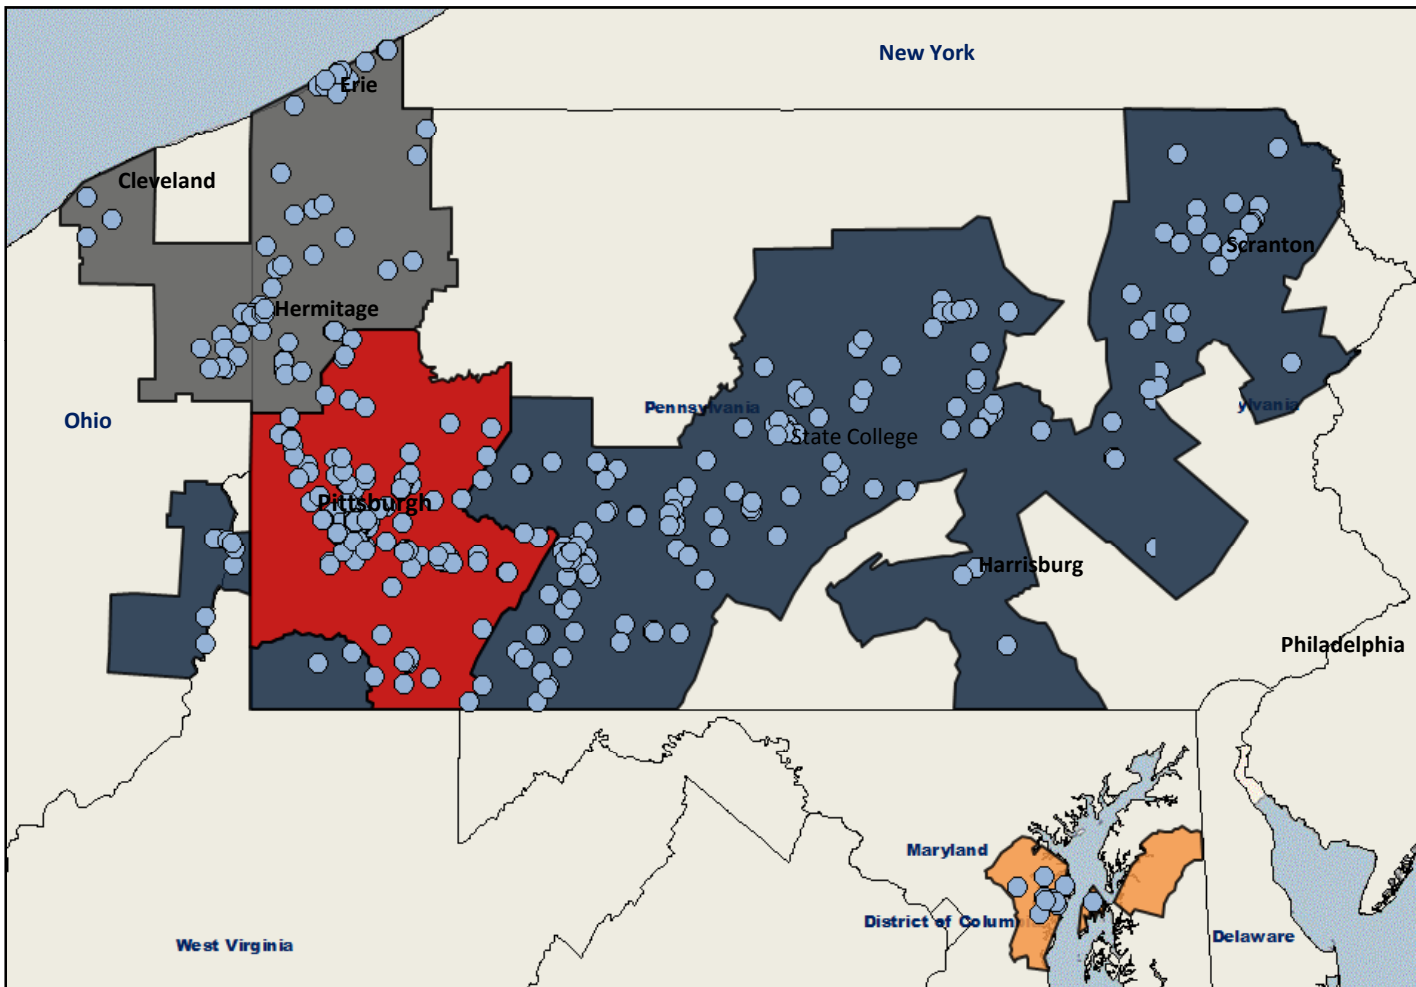 New York
Erie
Cleveland
Scranton
Hermitage
Ohio
Pennsylvania
ylvania
State College
Pittsburgh
Harrisburg
Philadelphia
Maryland
District of Colum
West Virginia
Delaware